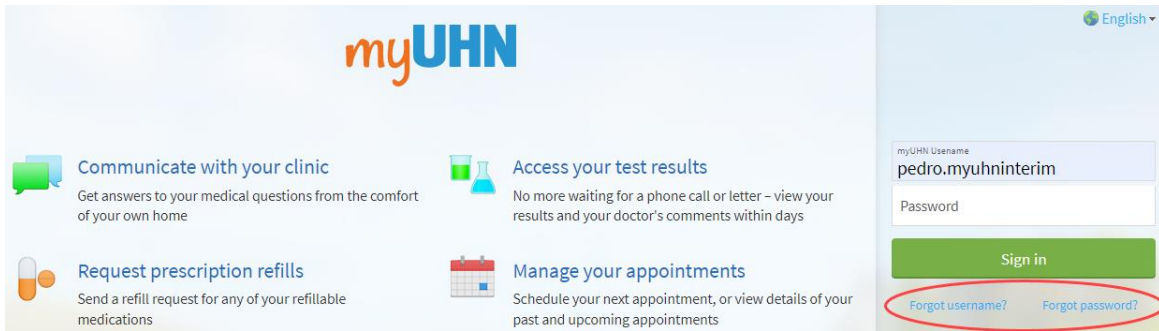 English
myUHN
Communicate with your clinic
Get answers to your medical questions from the comfort
of your own home
Access your test results
No more waiting for a phone call or letter – view your
results and your doctor's comments within days
Request prescription refills
Send a refill request for any of your refillable
medications
Manage your appointments
Schedule your next appointment, or view details of your
past and upcoming appointments
myUHN Usename
pedro.myuhninterim
Password
Sign in
Forgot username? Forgot password?